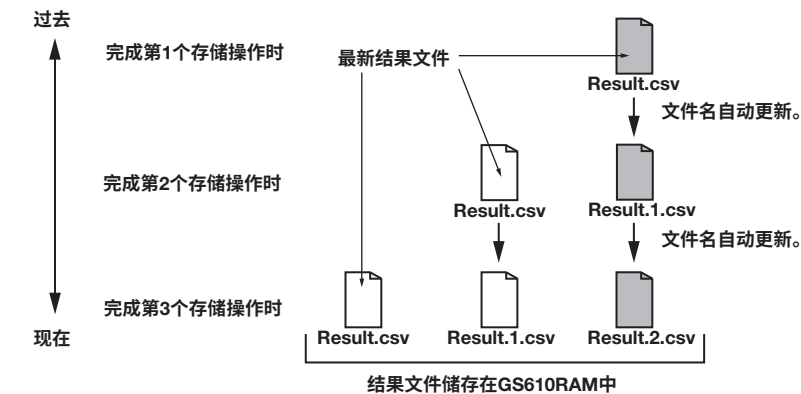 过去
完成第1个存储操作时
最新结果文件
Result.csv
文件名自动更新。
完成第2个存储操作时
Result.csv
Result.1.csv
文件名自动更新。
完成第3个存储操作时
现在
Result.csv
Result.1.csv
Result.2.csv
结果文件储存在GS610RAM中